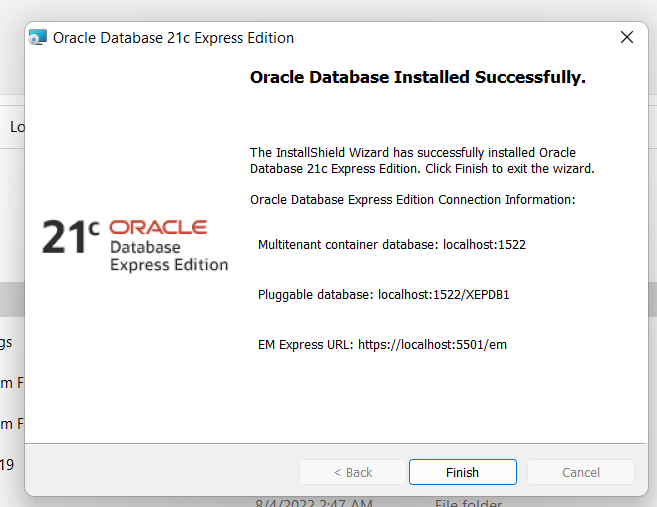 Oracle Database 21c Express Edition
Oracle Database Installed Successfully.
Lo
The InstallShield Wizard has successfully installed Oracle
Database 21c Express Edition. Click Finish to exit the wizard.
Oracle Database Express Edition Connection Information:
21c ORACLE
Database
Express Edition
Multitenant container database: localhost:1522
Pluggable database: localhost:1522/XEPDB1
gs
EM Express URL: https://localhost:5501/em
m F
m F
19
< Back
Finish
Cancel
8/4/2022 2:47 AM
File folder